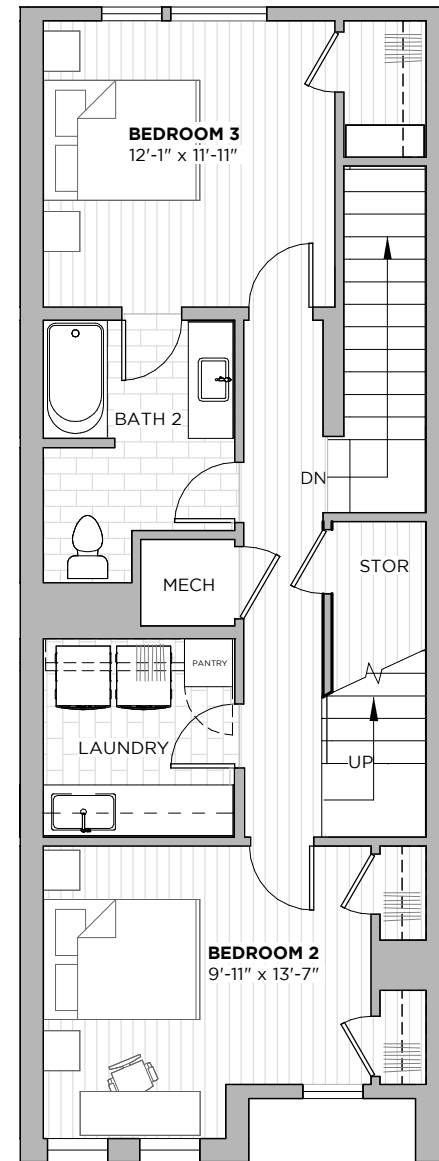 BEDROOM 3
12'-1" x 11'-11"
BATH 2
DN
STOR
MECH
PANTRY
LAUNDRY
UP
BEDROOM 2
9'-11" x 13'-7"